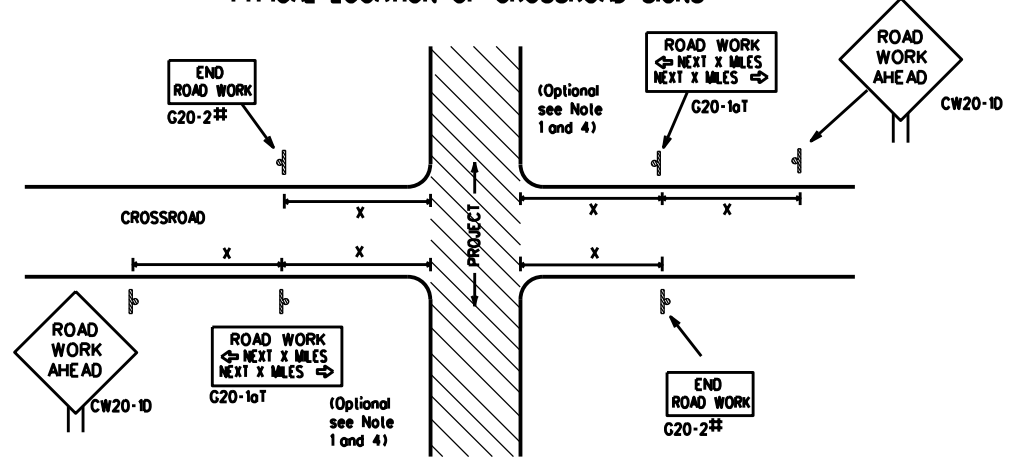 TYPICAL LOCATION OF CROSSROAD SIGNS
ROAD
WORK
AHEAD
CW20-1D
ROAD WORK
⇦ NEXT X MILES
NEXT X MILES ⇨
G20-1aT
(Optional
see Note
1 and 4)
END
ROAD WORK
G20-2#
CROSSROAD
X
X
X
X
X
X
PROJECT
ROAD
WORK
AHEAD
CW20-1D
ROAD WORK
⇦ NEXT X MILES
NEXT X MILES ⇨
G20-1aT
(Optional
see Note
1 and 4)
END
ROAD WORK
G20-2#